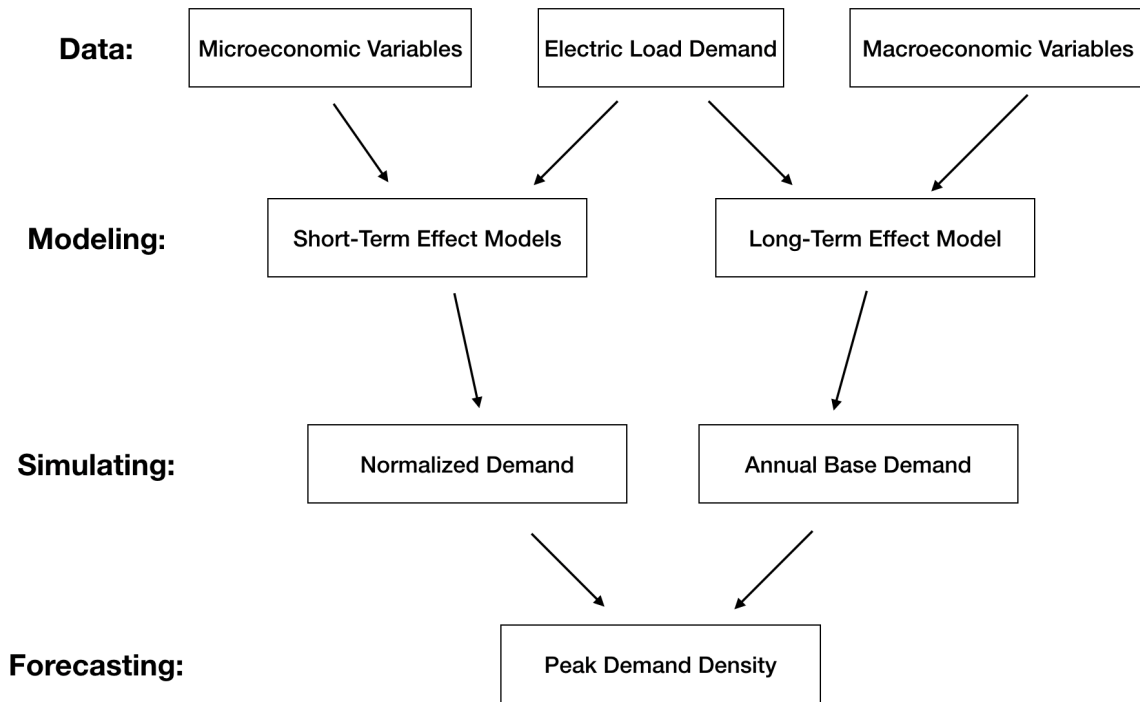 Data:
Microeconomic Variables
Electric Load Demand
Macroeconomic Variables
Modeling:
Short-Term Effect Models
Long-Term Effect Model
Simulating:
Normalized Demand
Annual Base Demand
Forecasting:
Peak Demand Density